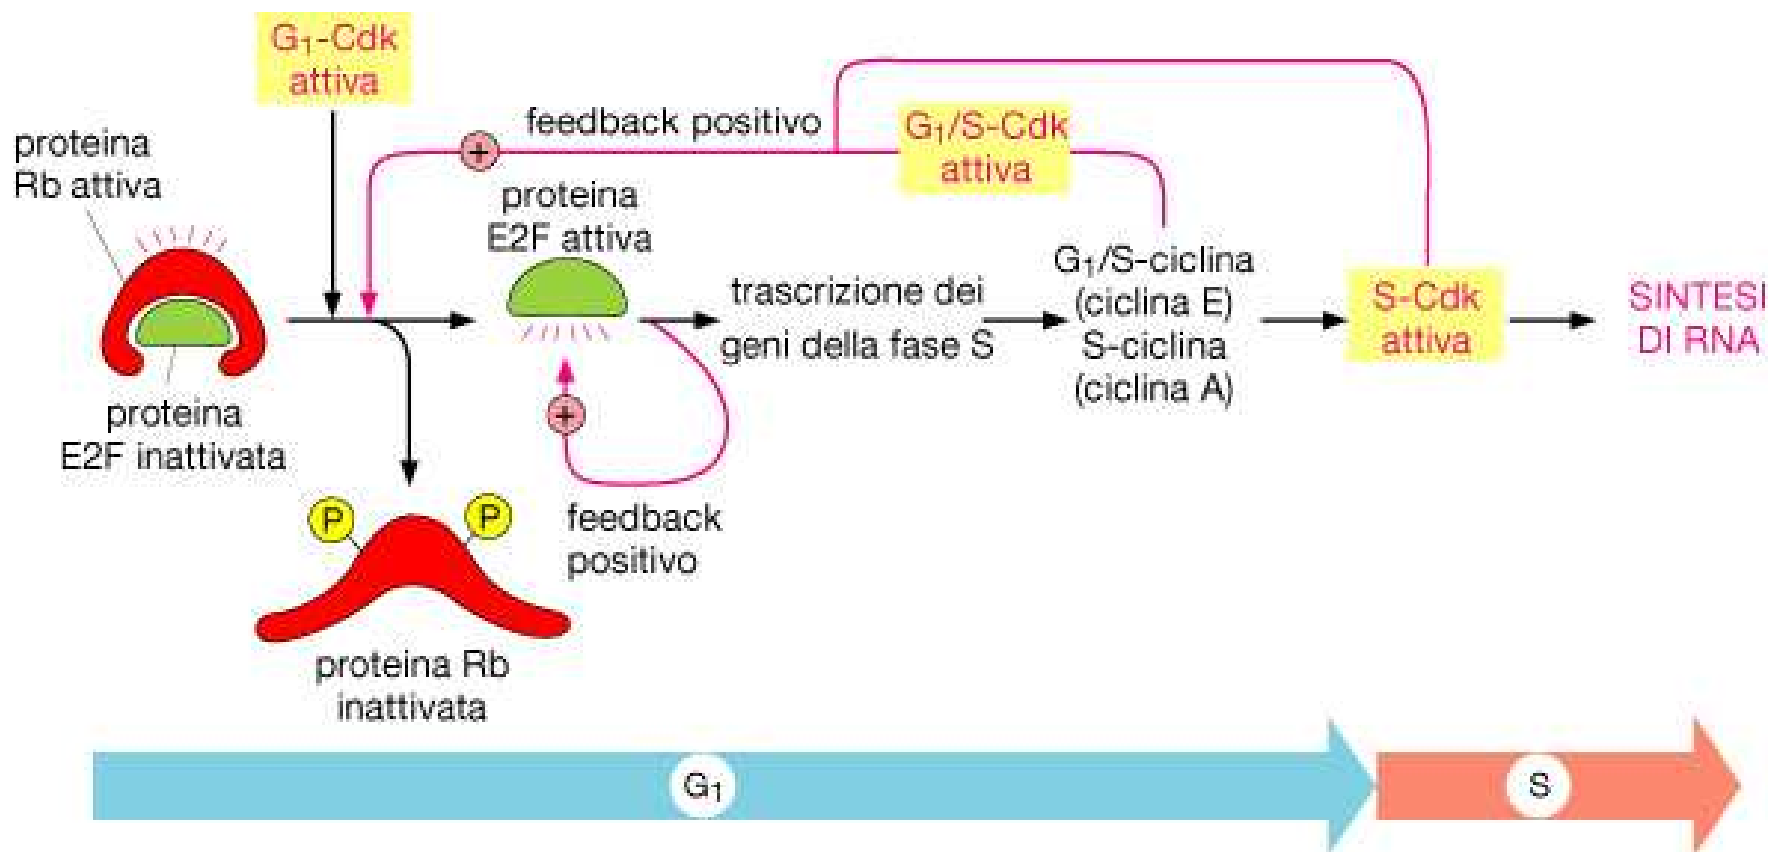 G1-Cdk
attiva
proteina
Rb attiva
feedback positivo
+
G1/S-Cdk
attiva
proteina
E2F attiva
G1/S-ciclina
(ciclina E)
S-ciclina
(ciclina A)
trascrizione dei
geni della fase S
S-Cdk
attiva
SINTESI
DI RNA
proteina
E2F inattivata
+
feedback
positivo
P
P
proteina Rb
inattivata
G1
S